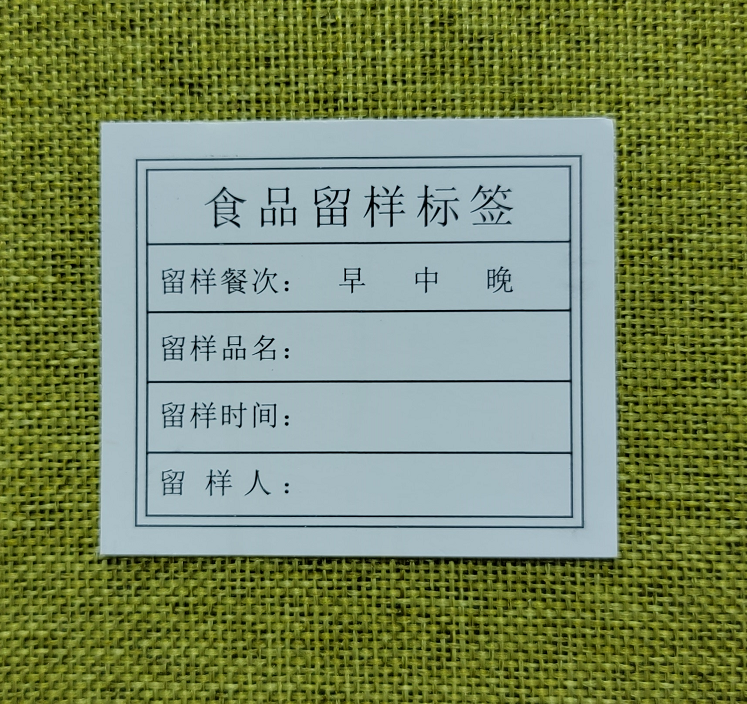 食品留样标签
留样餐次： 早 中 晚
留样品名：
留样时间：
留 样 人：